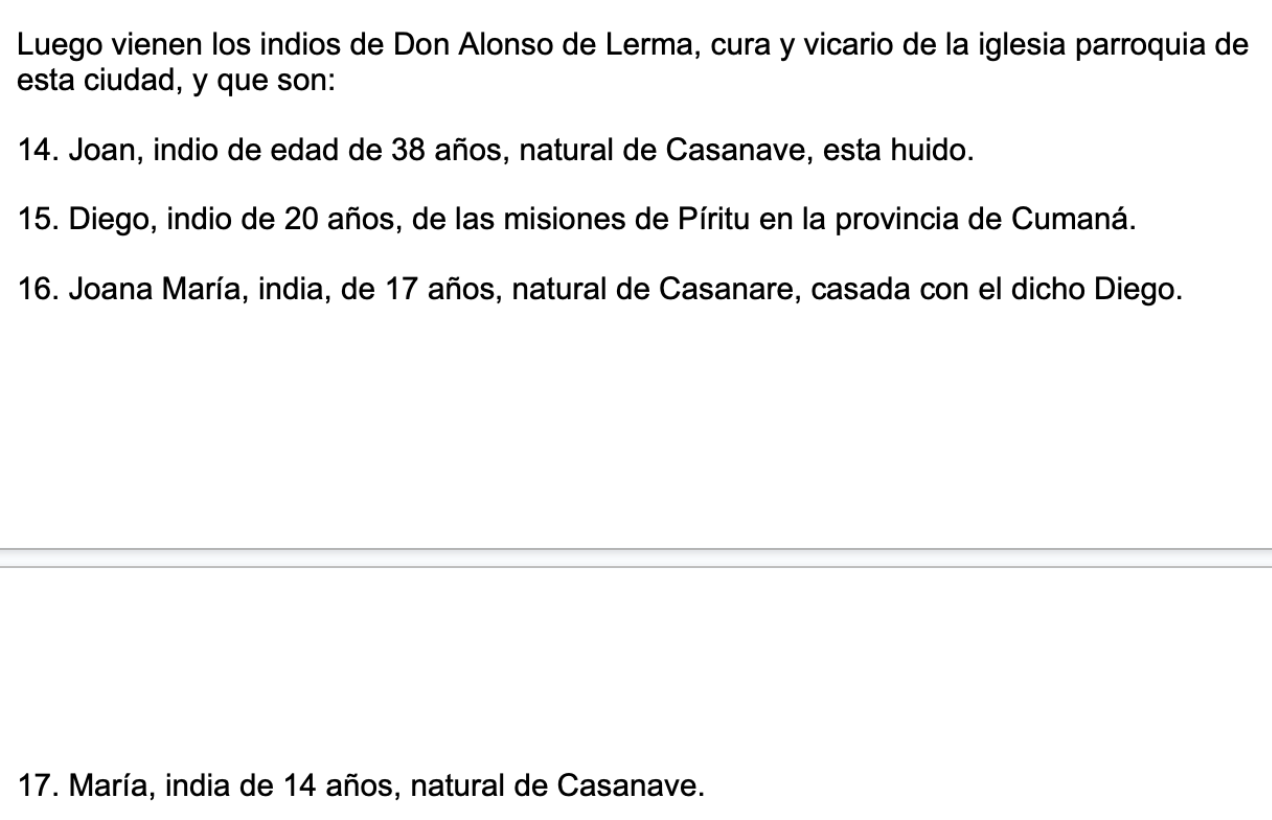 Luego vienen los indios de Don Alonso de Lerma, cura y vicario de la iglesia parroquia de
esta ciudad, y que son:
14. Joan, indio de edad de 38 años, natural de Casanave, esta huido.
15. Diego, indio de 20 años, de las misiones de Píritu en la provincia de Cumaná.
16. Joana María, india, de 17 años, natural de Casanare, casada con el dicho Diego.
17. María, india de 14 años, natural de Casanave.